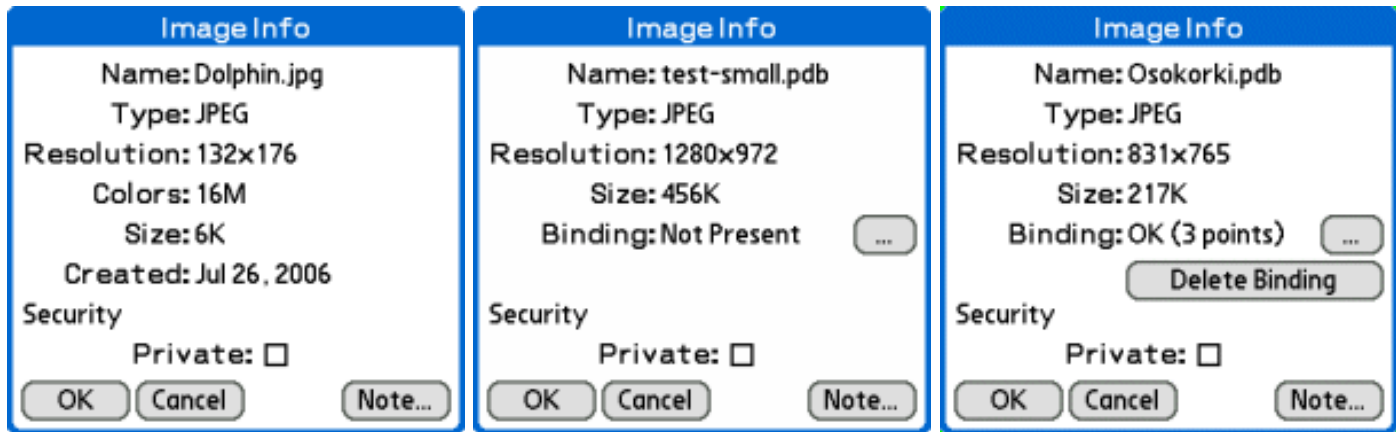 Image Info
Name: Dolphin.jpg
Type: JPEG
Resolution: 132x176
Colors: 16M
Size: 6K
Created: Jul 26, 2006
Security
Private:
OK Cancel Note...
Image Info
Name: test-small.pdb
Type: JPEG
Resolution: 1280x972
Size: 456K
Binding: Not Present ...
Security
Private:
OK Cancel Note...
Image Info
Name: Osokorki.pdb
Type: JPEG
Resolution: 831x765
Size: 217K
Binding: OK (3 points) ...
Delete Binding
Security
Private:
OK Cancel Note...